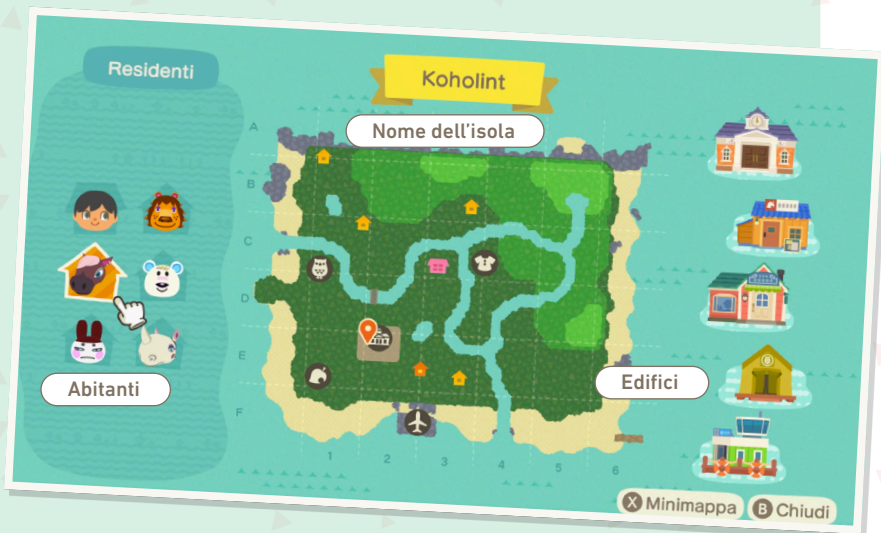 Residenti
Koholint
Nome dell'isola
A
B
C
D
E
F
Abitanti
Edifici
1
2
3
4
5
6
X Minimappa
B Chiudi